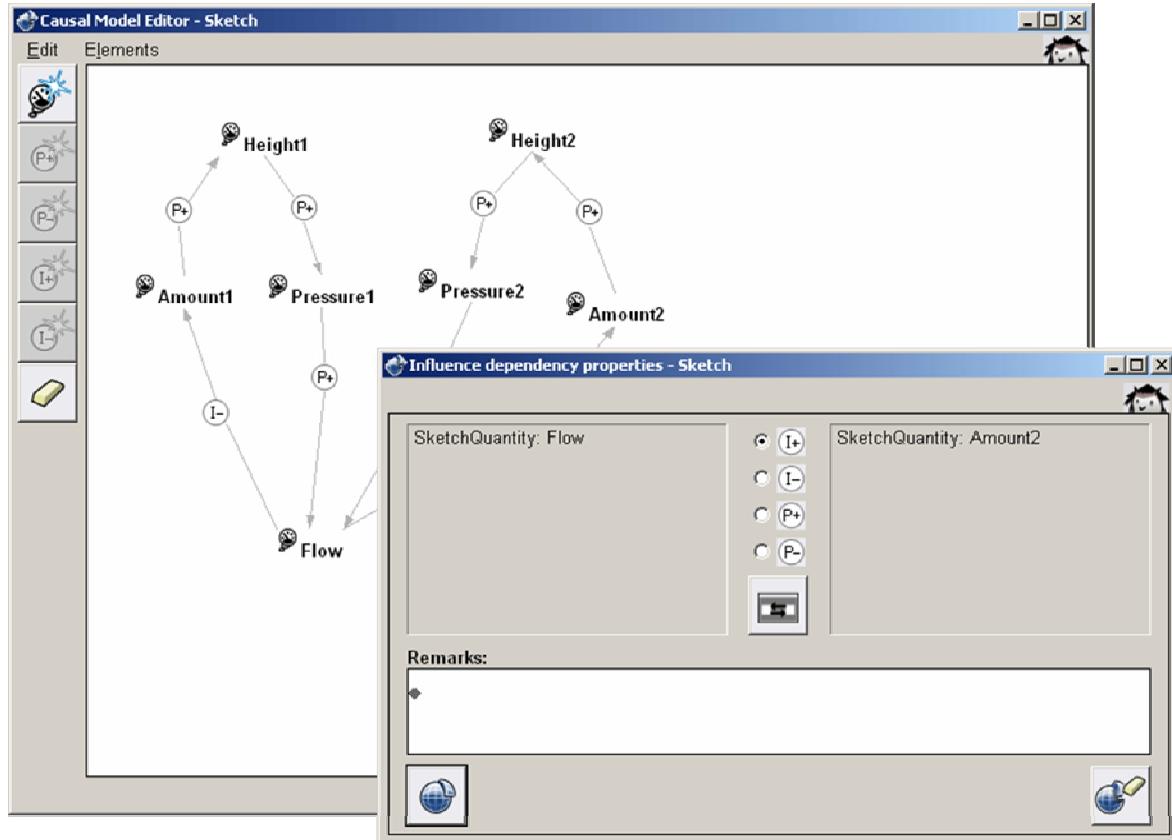 Causal Model Editor - Sketch
Edit Elements
P+
P-
I+
I-
Height1
Height2
P+
P+
P+
P+
Amount1
Pressure1
Pressure2
Amount2
P+
I-
Flow
Influence dependency properties - Sketch
SketchQuantity: Flow
I+
I-
P+
P-
SketchQuantity: Amount2
Remarks: